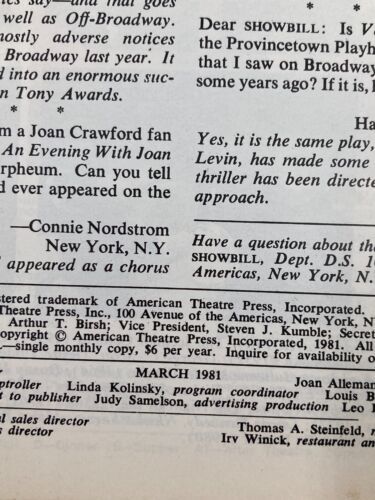 es say—and that goes
well as Off-Broadway.
mostly adverse notices
Broadway last year. It
d into an enormous suc-
n Tony Awards.
* *
m a Joan Crawford fan
An Evening With Joan
rpheum. Can you tell
d ever appeared on the
—Connie Nordstrom
New York, N.Y.
appeared as a chorus
* *
Dear SHOWBILL: Is V
the Provincetown Playh
that I saw on Broadway
some years ago? If it is, h
Ha
Yes, it is the same play,
Levin, has made some
thriller has been directe
approach.
Have a question about the
SHOWBILL, Dept. D.S. 10
Americas, New York, N.
stered trademark of American Theatre Press, Incorporated.
Theatre Press, Inc., 100 Avenue of the Americas, New York, NY
Arthur T. Birsh; Vice President, Steven J. Kumble; Secret
opyright © American Theatre Press, Incorporated, 1981. All
—single monthly copy, $6 per year. Inquire for availability o
MARCH 1981
ptroller Linda Kolinsky, program coordinator Joan Alleman
t to publisher Judy Samelson, advertising production Louis B
Leo
l sales director Thomas A. Steinfeld,
s director Irv Winick, restaurant an